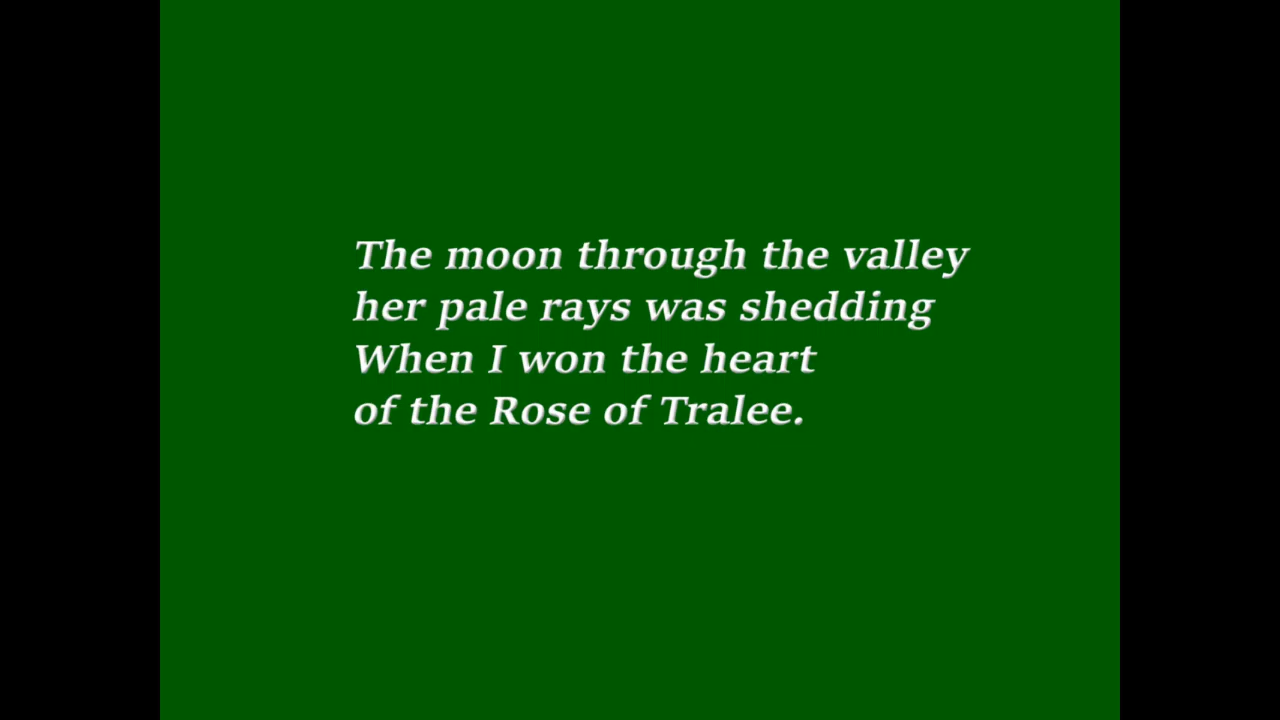 The moon through the valley
her pale rays was shedding
When I won the heart
of the Rose of Tralee.